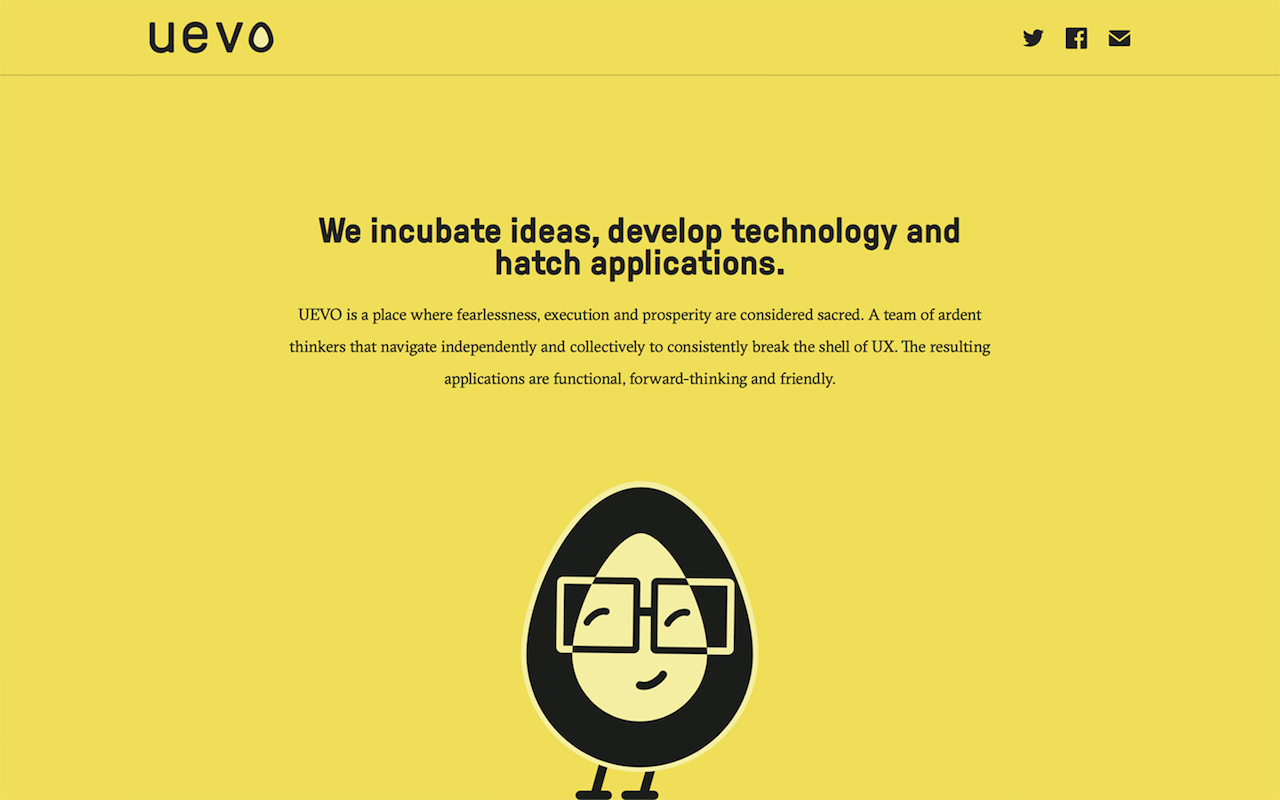 uevo
We incubate ideas, develop technology and
hatch applications.
UEVO is a place where fearlessness, execution and prosperity are considered sacred. A team of ardent
thinkers that navigate independently and collectively to consistently break the shell of UX. The resulting
applications are functional, forward-thinking and friendly.